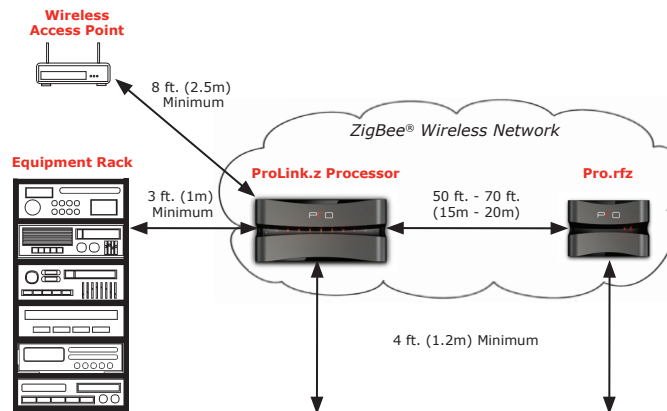 Wireless
Access Point
8 ft. (2.5m)
Minimum
ZigBee® Wireless Network
Equipment Rack
ProLink.z Processor
Pro.rfz
3 ft. (1m)
Minimum
50 ft. - 70 ft.
(15m - 20m)
4 ft. (1.2m) Minimum